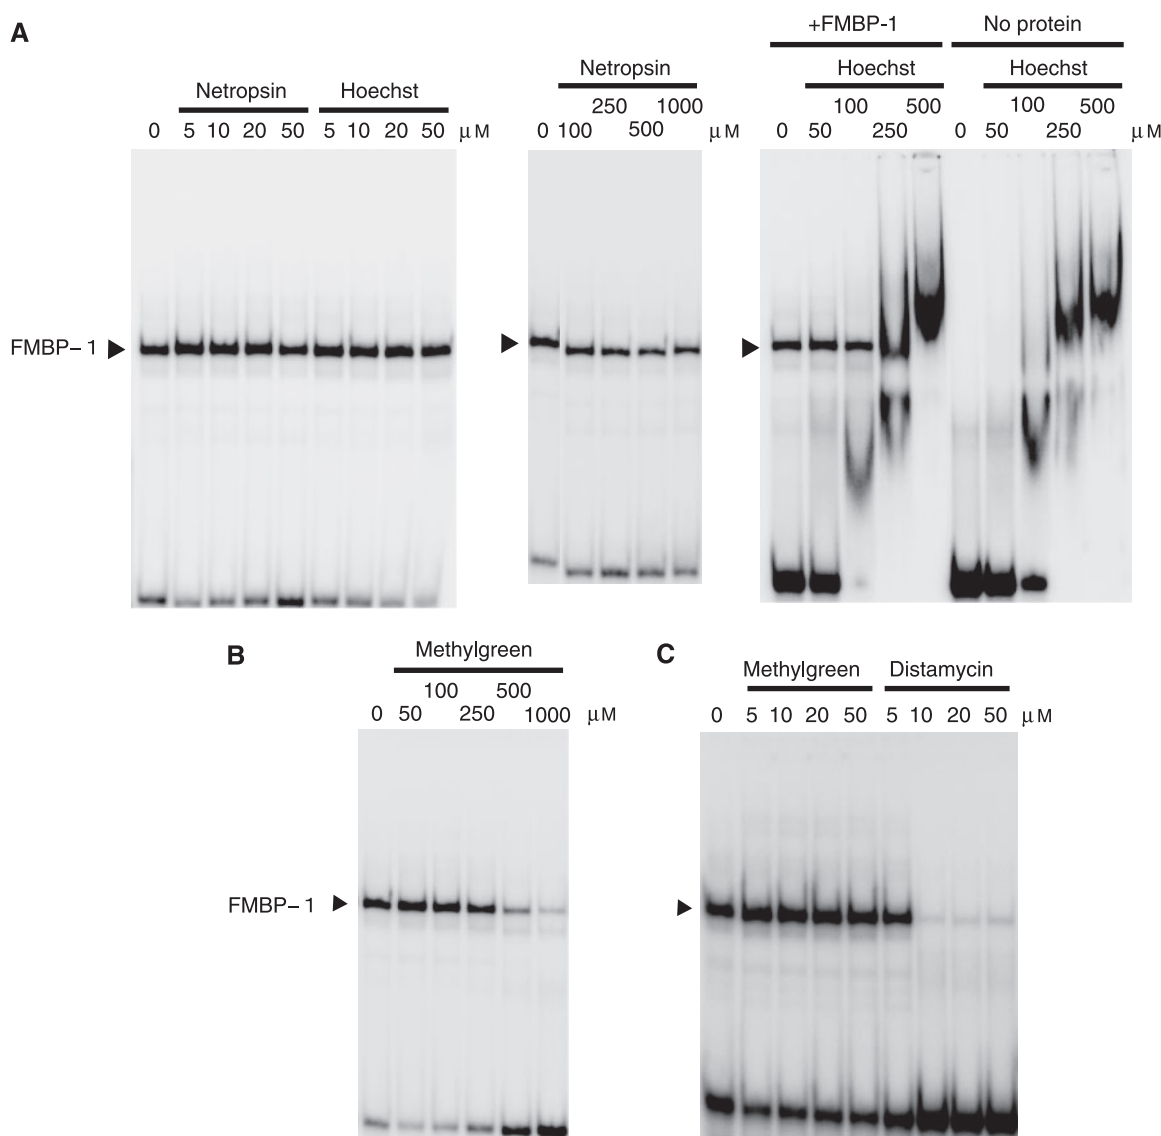 A
+FMBP-1 No protein
Netropsin Hoechst
Netropsin
Hoechst Hoechst
250 1000
100 500 100 500
0 5 10 20 50 5 10 20 50 μM
0 100 500
0 50 250 0 50 250 μM
FMBP-1
B
Methylgreen
100 500
0 50 250 1000 μM
FMBP-1
C
Methylgreen Distamycin
0 5 10 20 50 5 10 20 50 μM